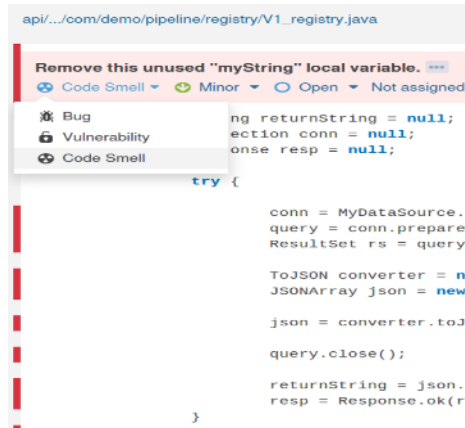 api/.../com/demo/pipeline/registry/V1_registry.java
Remove this unused "myString" local variable.
Code Smell Minor Open Not assigned
Bug
Vulnerability
Code Smell
ng returnString = null;
ection conn = null;
onse resp = null;
try {
conn = MyDataSource.
query = conn.prepare
ResultSet rs = query
ToJSON converter = n
JSONArray json = new
json = converter.toJ
query.close();
returnString = json.
resp = Response.ok(r
}